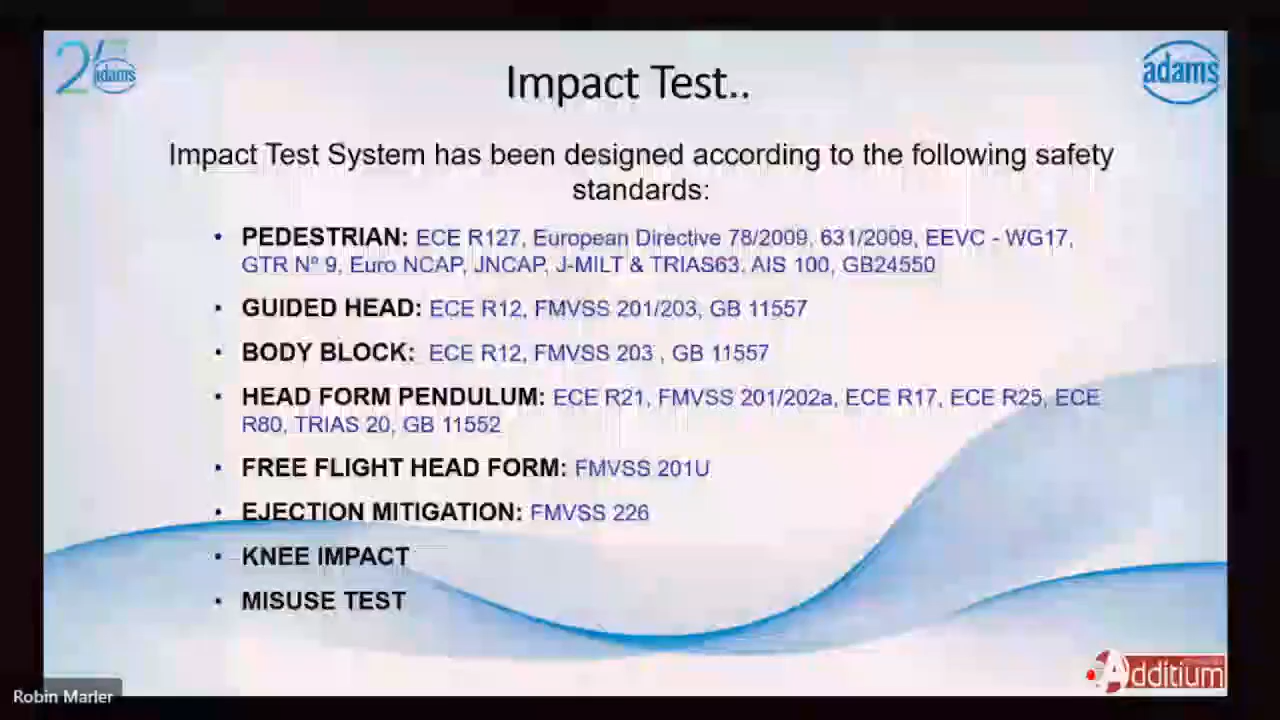 2
adams
adams
Impact Test..
Impact Test System has been designed according to the following safety
standards:
• PEDESTRIAN: ECE R127, European Directive 78/2009, 631/2009, EEVC - WG17,
GTR Nº 9, Euro NCAP, JNCAP, J-MILT & TRIAS63, AIS 100, GB24550
• GUIDED HEAD: ECE R12, FMVSS 201/203, GB 11557
• BODY BLOCK: ECE R12, FMVSS 203 , GB 11557
• HEAD FORM PENDULUM: ECE R21, FMVSS 201/202a, ECE R17, ECE R25, ECE
R80, TRIAS 20, GB 11552
• FREE FLIGHT HEAD FORM: FMVSS 201U
• EJECTION MITIGATION: FMVSS 226
• KNEE IMPACT
• MISUSE TEST
Additium
Robin Marler